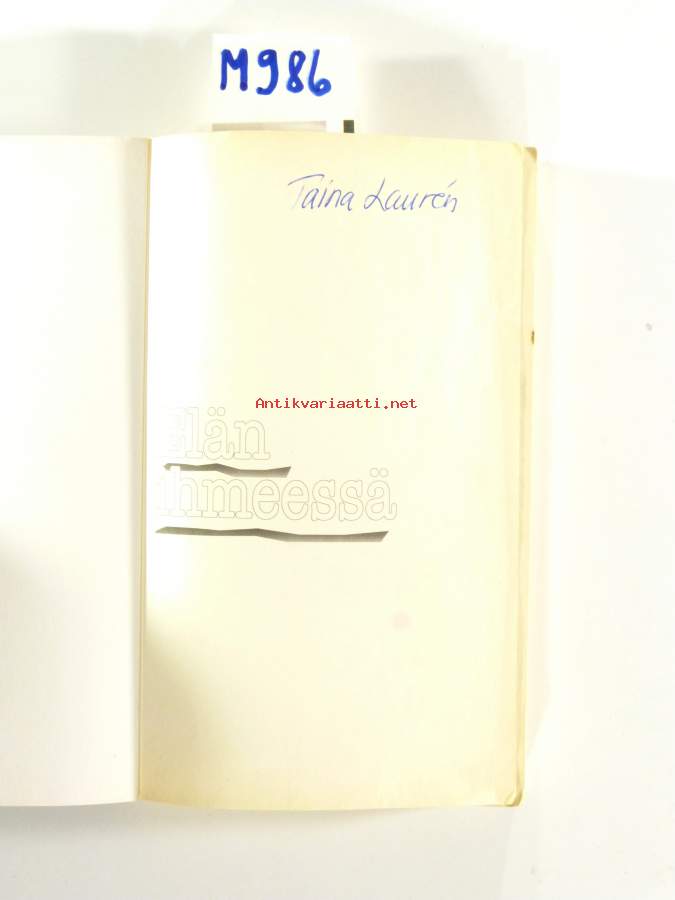 M986
Taina Laurén
Antikvariaatti.net
Elän
ihmeessä